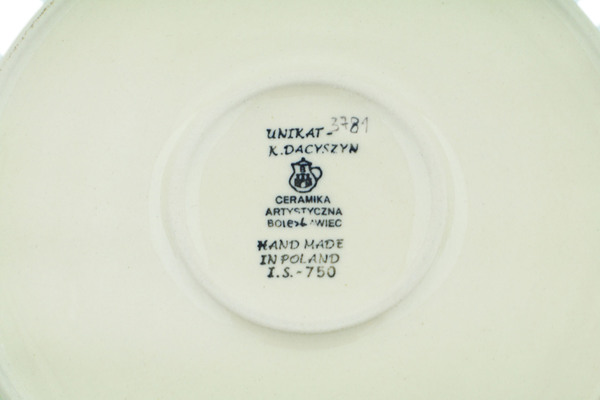 UNIKAT-3781
K.DACYSZYN
CERAMIKA
ARTYSTYCZNA
BOLESŁAWIEC
HAND MADE
IN POLAND
I.S.-750